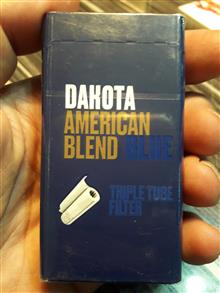 DAKOTA
AMERICAN
BLEND BLUE
TRIPLE TUBE
FILTER